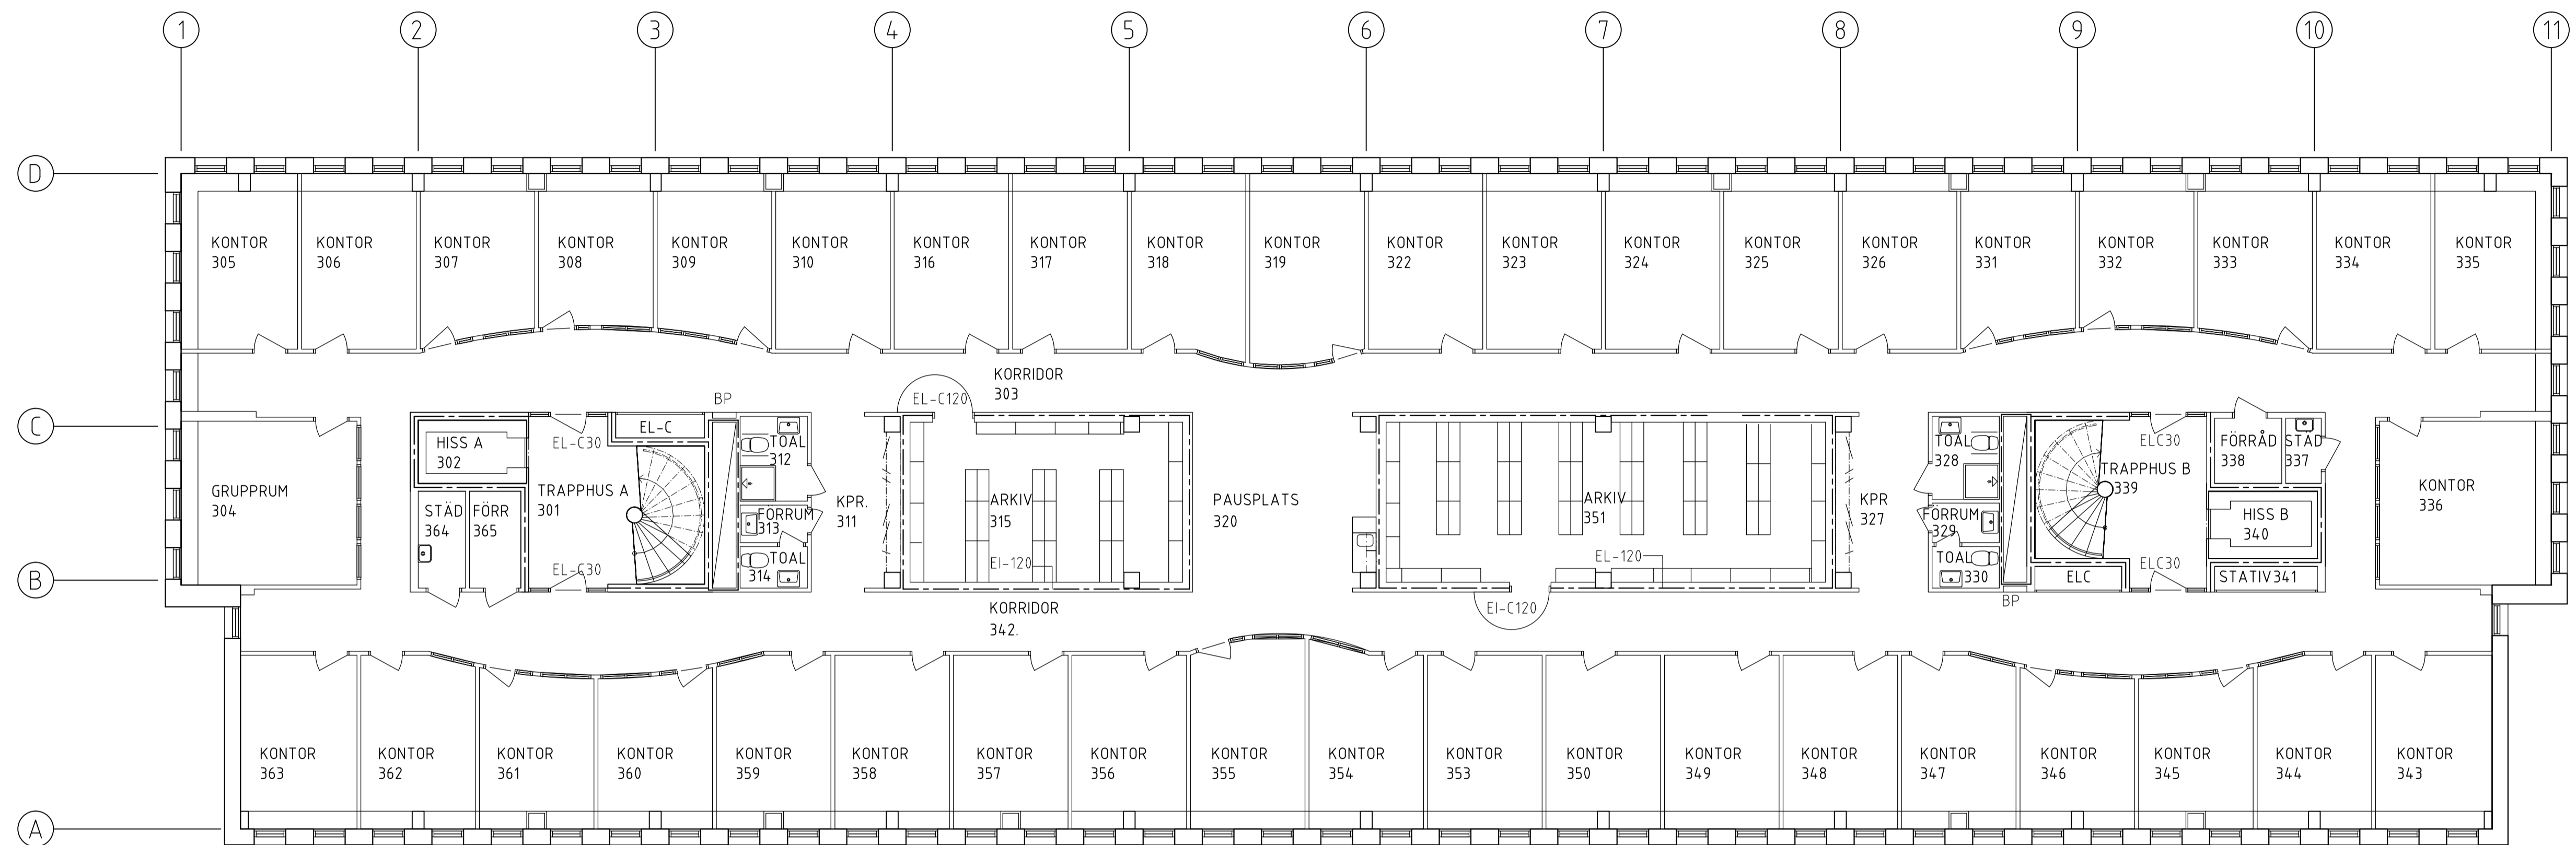 1 2 3 4 5 6 7 8 9 10 11
D
KONTOR 305
KONTOR 306
KONTOR 307
KONTOR 308
KONTOR 309
KONTOR 310
KONTOR 316
KONTOR 317
KONTOR 318
KONTOR 319
KONTOR 322
KONTOR 323
KONTOR 324
KONTOR 325
KONTOR 326
KONTOR 331
KONTOR 332
KONTOR 333
KONTOR 334
KONTOR 335
KORRIDOR
303
C
BP
EL-C120
HISS A
302
EL-C30
EL-C
TOAL
312
GRUPPRUM
304
STÄD
364
FÖRR
365
TRAPPHUS A
301
FÖRRUM
313
TOAL
314
EL-C30
KPR.
311
ARKIV
315
EI-120
PAUSPLATS
320
ARKIV
351
EL-120
KPR
327
TOAL
328
FÖRRUM
329
TOAL
330
ELC30
TRAPPHUS B
339
ELC30
ELC
BP
FÖRRÅD
338
STÄD
337
HISS B
340
STATIV341
KONTOR
336
B
KORRIDOR
342.
EI-C120
KONTOR 363
KONTOR 362
KONTOR 361
KONTOR 360
KONTOR 359
KONTOR 358
KONTOR 357
KONTOR 356
KONTOR 355
KONTOR 354
KONTOR 353
KONTOR 350
KONTOR 349
KONTOR 348
KONTOR 347
KONTOR 346
KONTOR 345
KONTOR 344
KONTOR 343
A